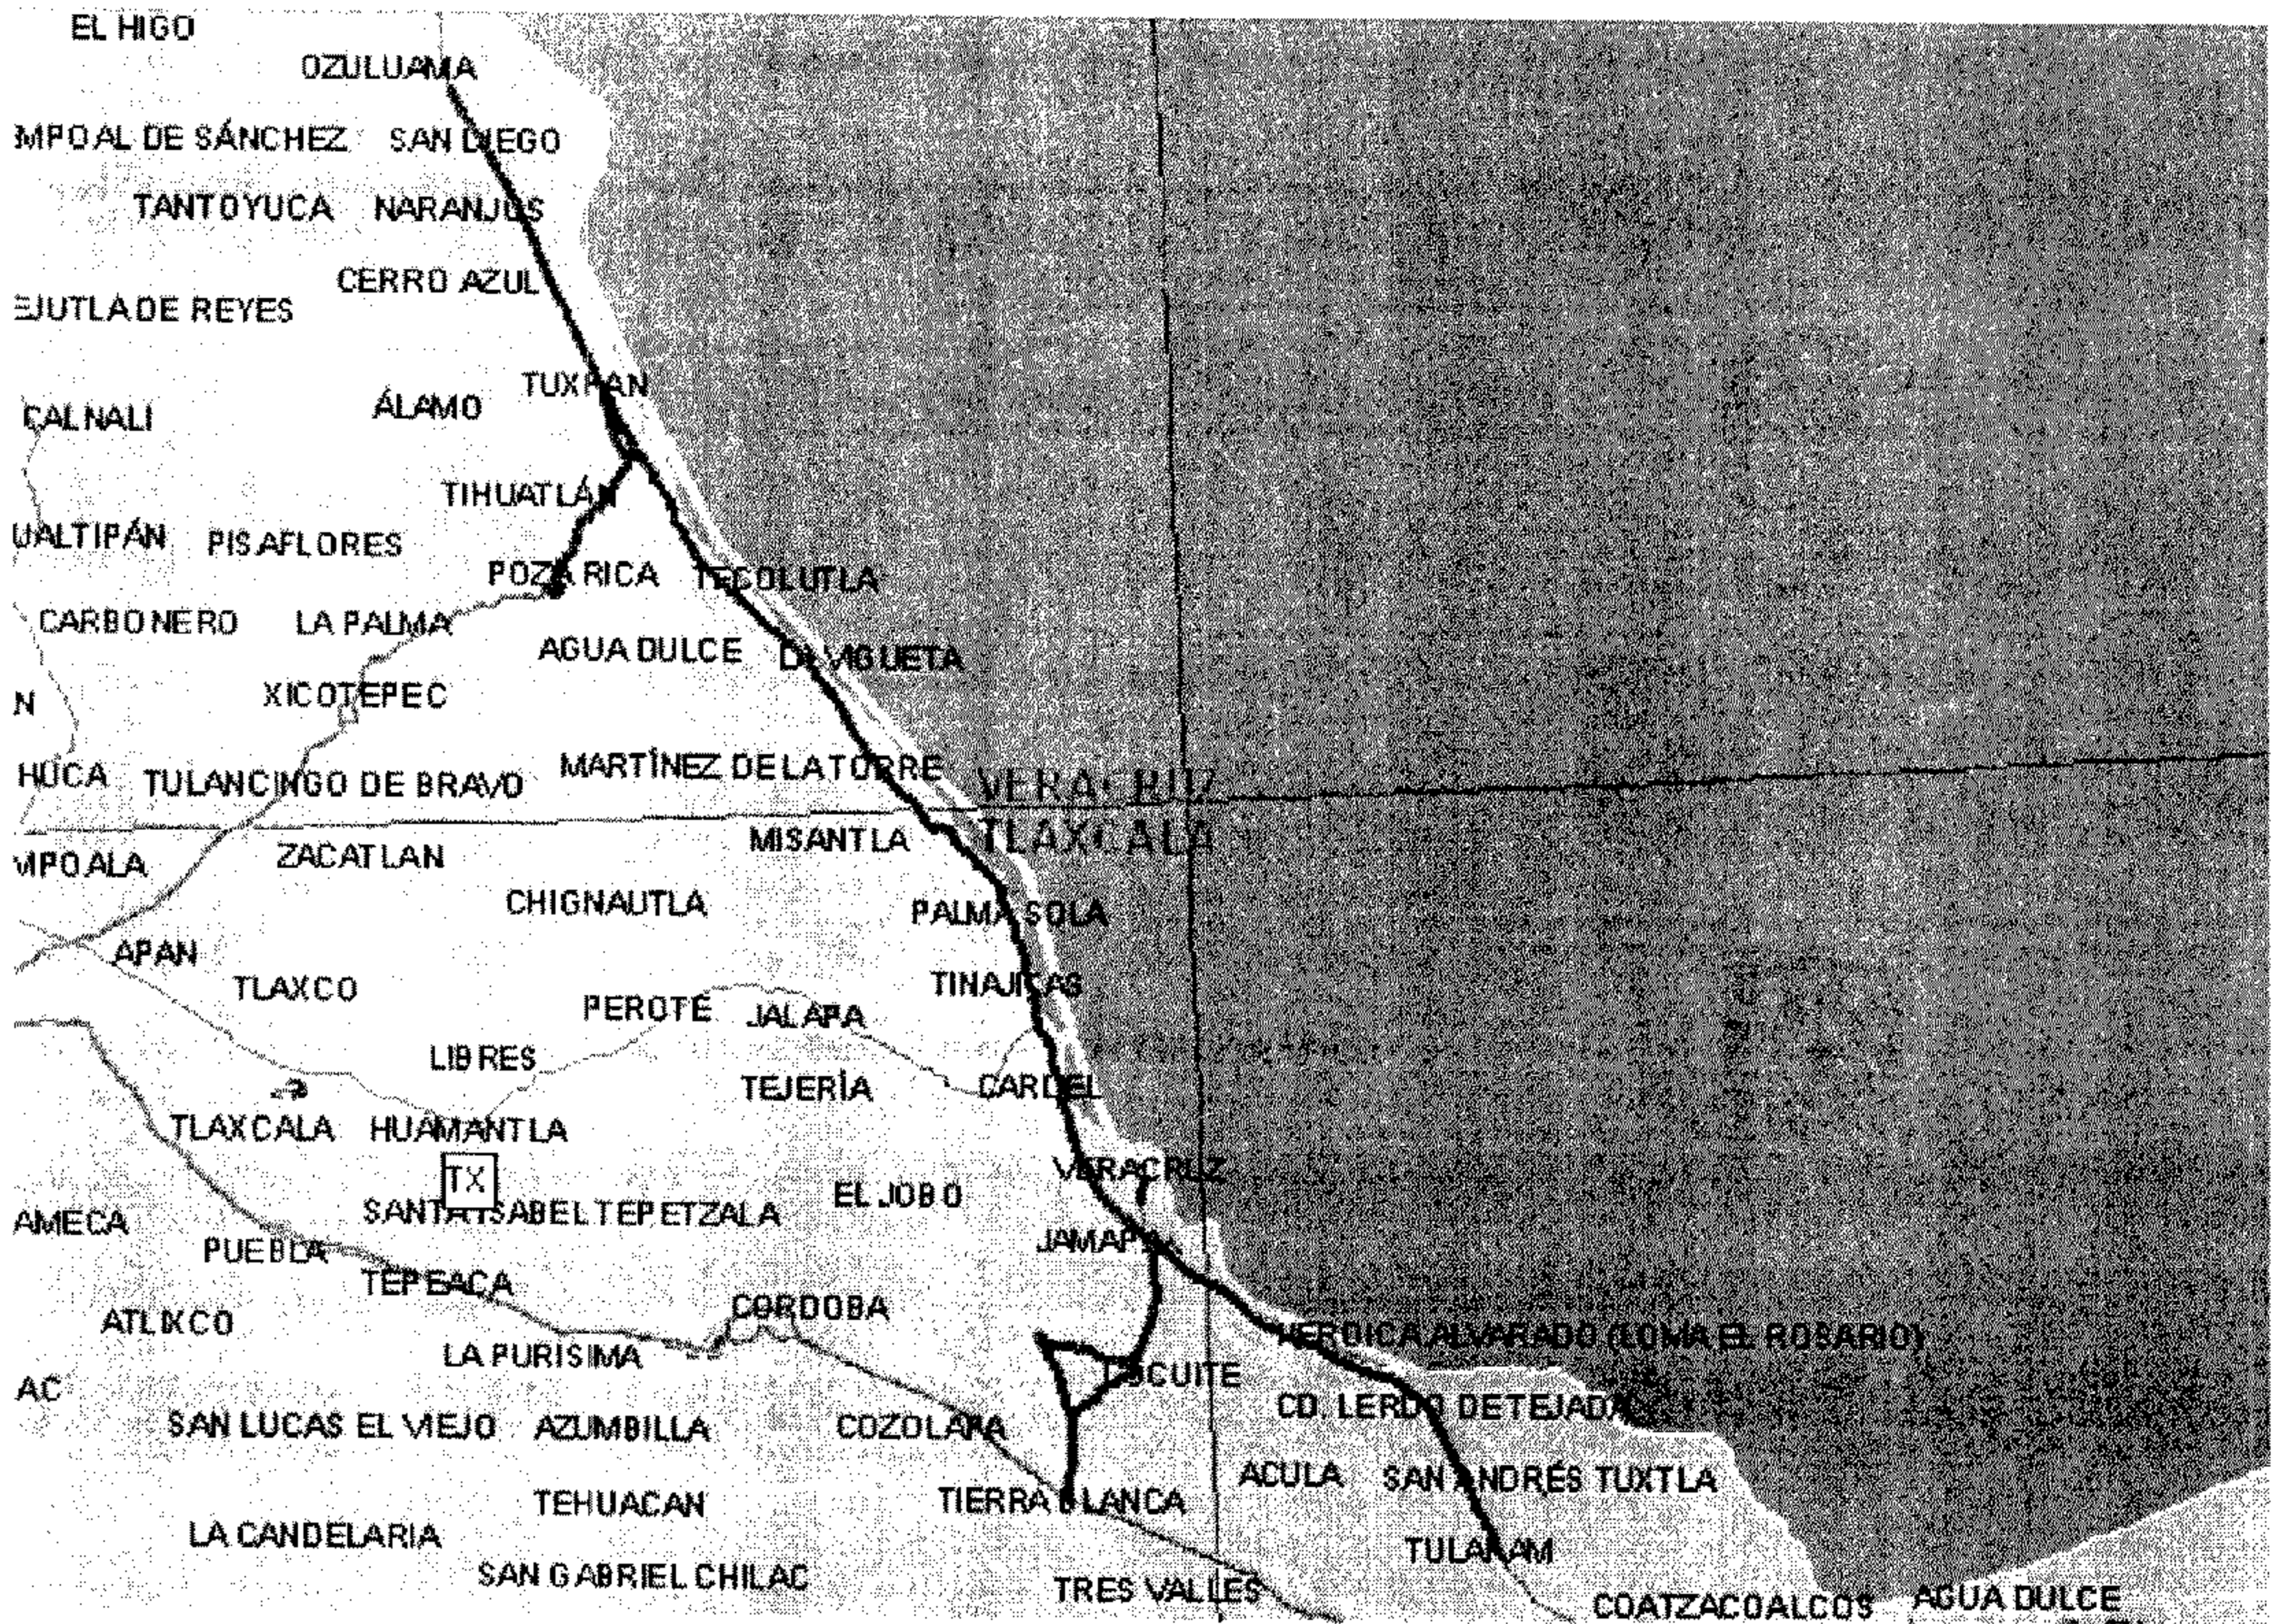 EL HIGO
OZULUAMA
MPOAL DE SÁNCHEZ SAN DIEGO
TANTOYUCA NARANJOS
CERRO AZUL
EJUTLA DE REYES
TUXPAN
ÁLAMO
CALNALI
TIHUATLÁN
UALTIPÁN PISAFLORES
POZA RICA TECOLUTLA
CARBONERO LA PALMA
AGUA DULCE LA VIGUETA
XICOTEPEC
N
MARTÍNEZ DE LA TORRE VERACRUZ
HUCA TULANCINGO DE BRAVO
MISANTLA TLAXCALA
MPOALA ZACATLAN
CHIGNAUTLA PALMA SOLA
APAN
TLAXCO TINAJITAS
PEROTE JALAPA
LIBRES
TEJERÍA CARDEL
TLAXCALA HUAMANTLA
VERACRUZ
TX
EL JOBO
SANTA ISABEL TEPETZALA
AMECA
PUEBLA JAMAPA
TEPEACA
CORDOBA
ATLIXCO
HEROICA ALVARADO (LOMA EL ROSARIO)
LA PURISIMA
AC
CD. LERDO DE TEJADA
SAN LUCAS EL VIEJO AZUMBILLA COZOLAPA
ACULA SAN ANDRÉS TUXTLA
TEHUACAN TIERRA BLANCA
LA CANDELARIA
SAN GABRIEL CHILAC
TRES VALLES
COATZACOALCOS AGUA DULCE